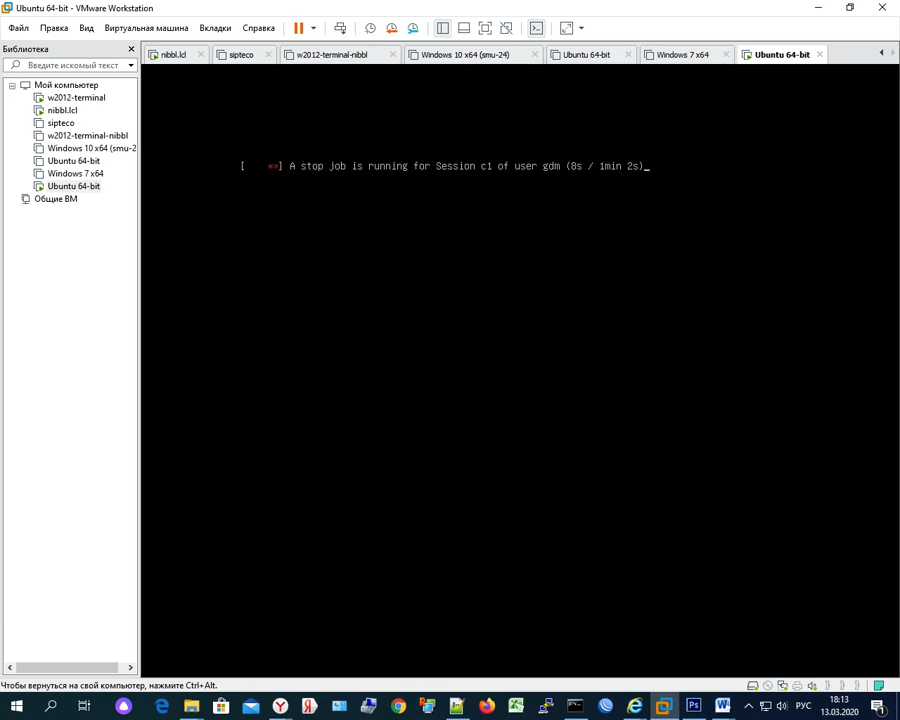 Ubuntu 64-bit - VMware Workstation
Файл Правка Вид Виртуальная машина Вкладки Справка
Библиотека
Введите искомый текст
Мой компьютер
w2012-terminal
nibbl.lcl
sipteco
w2012-terminal-nibbl
Windows 10 x64 (smu-2
Ubuntu 64-bit
Windows 7 x64
Ubuntu 64-bit
Общие ВМ
nibbl.lcl sipteco w2012-terminal-nibbl Windows 10 x64 (smu-24) Ubuntu 64-bit Windows 7 x64 Ubuntu 64-bit
[    **] A stop job is running for Session c1 of user gdm (8s / 1min 2s)_
Чтобы вернуться на свой компьютер, нажмите Ctrl+Alt.
РУС 18:13
13.03.2020